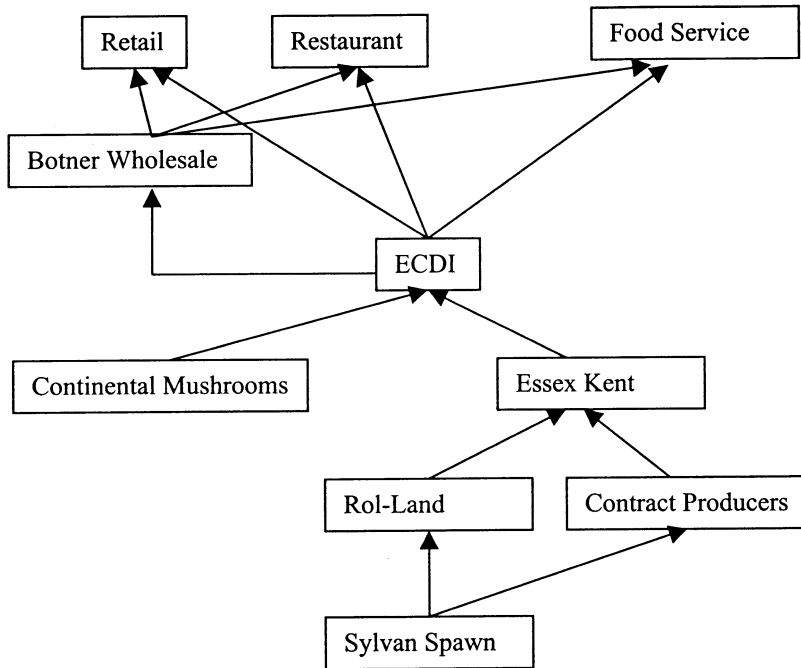 Retail
Restaurant
Food Service
Botner Wholesale
ECDI
Continental Mushrooms
Essex Kent
Rol-Land
Contract Producers
Sylvan Spawn